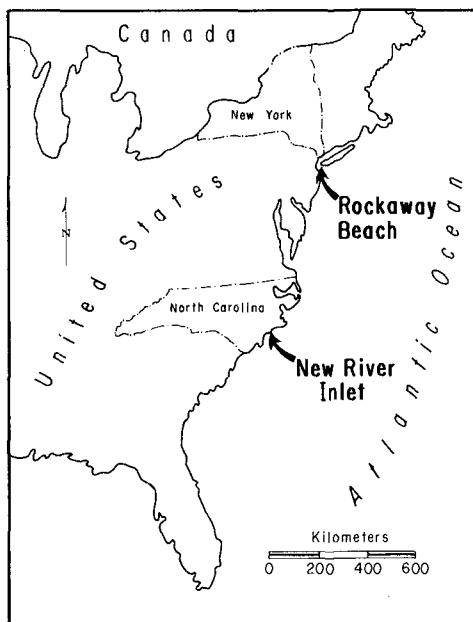 Canada
New York
Rockaway
Beach
United States
N
North Carolina
New River
Inlet
Atlantic Ocean
Kilometers
0 200 400 600